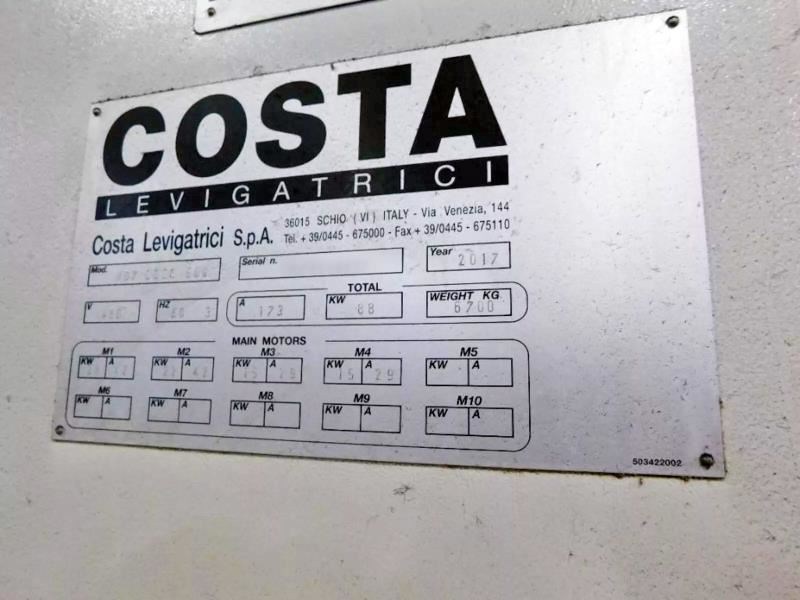 COSTA
LEVIGATRICI
Costa Levigatrici S.p.A.
36015 SCHIO (VI) ITALY - Via Venezia, 144
Tel. + 39/0445 - 675000 - Fax + 39/0445 - 675110
Mod. Serial n. Year 2017
TOTAL
V HZ A 173 KW 88 WEIGHT KG 6700
MAIN MOTORS
M1 M2 M3 M4 M5
KW A KW A KW 15 A 29 KW 15 A 29 KW A
M6 M7 M8 M9 M10
KW A KW A KW A KW A KW A
503422002